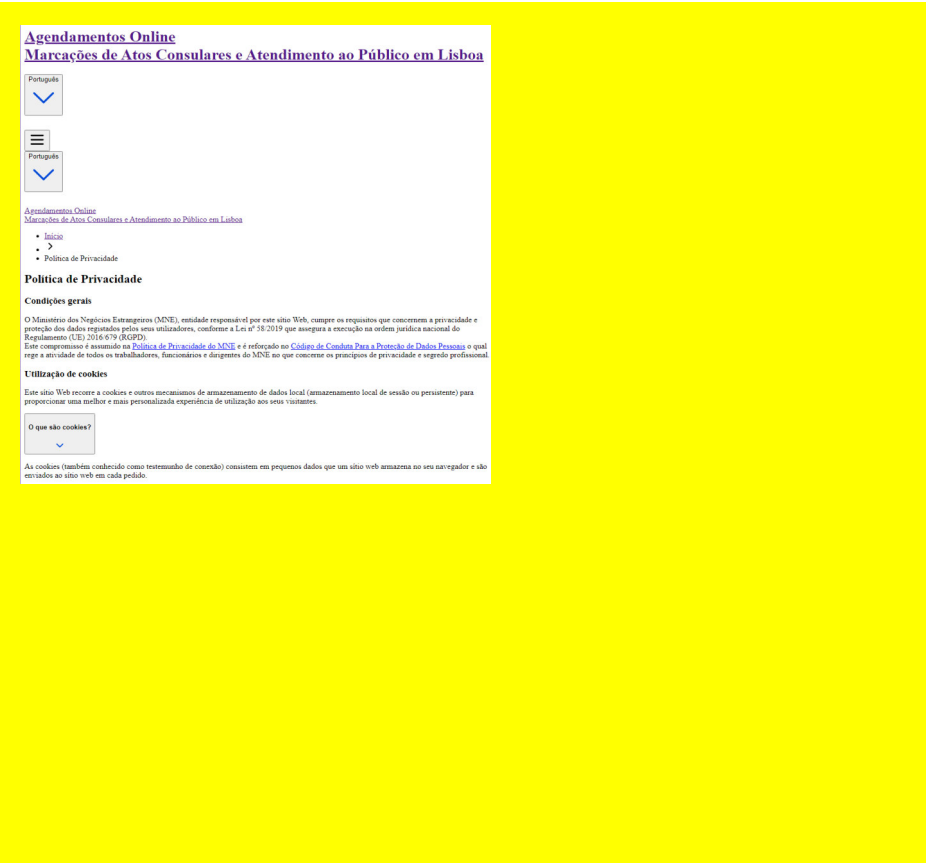 Agendamentos Online
Marcações de Atos Consulares e Atendimento ao Público em Lisboa
Português
Português
Agendamentos Online
Marcações de Atos Consulares e Atendimento ao Público em Lisboa
Início
Política de Privacidade
Política de Privacidade
Condições gerais
O Ministério dos Negócios Estrangeiros (MNE), entidade responsável por este sítio Web, cumpre os requisitos que concernem a privacidade e
proteção dos dados registados pelos seus utilizadores, conforme a Lei nº 58/2019 que assegura a execução na ordem jurídica nacional do
Regulamento (UE) 2016/679 (RGPD).
Este compromisso é assumido na Política de Privacidade do MNE e é reforçado no Código de Conduta Para a Proteção de Dados Pessoais o qual
rege a atividade de todos os trabalhadores, funcionários e dirigentes do MNE no que concerne os princípios de privacidade e segredo profissional.
Utilização de cookies
Este sítio Web recorre a cookies e outros mecanismos de armazenamento de dados local (armazenamento local de sessão ou persistente) para
proporcionar uma melhor e mais personalizada experiência de utilização aos seus visitantes.
O que são cookies?
As cookies (também conhecido como testemunho de conexão) consistem em pequenos dados que um sítio web armazena no seu navegador e são
enviados ao sítio web em cada pedido.